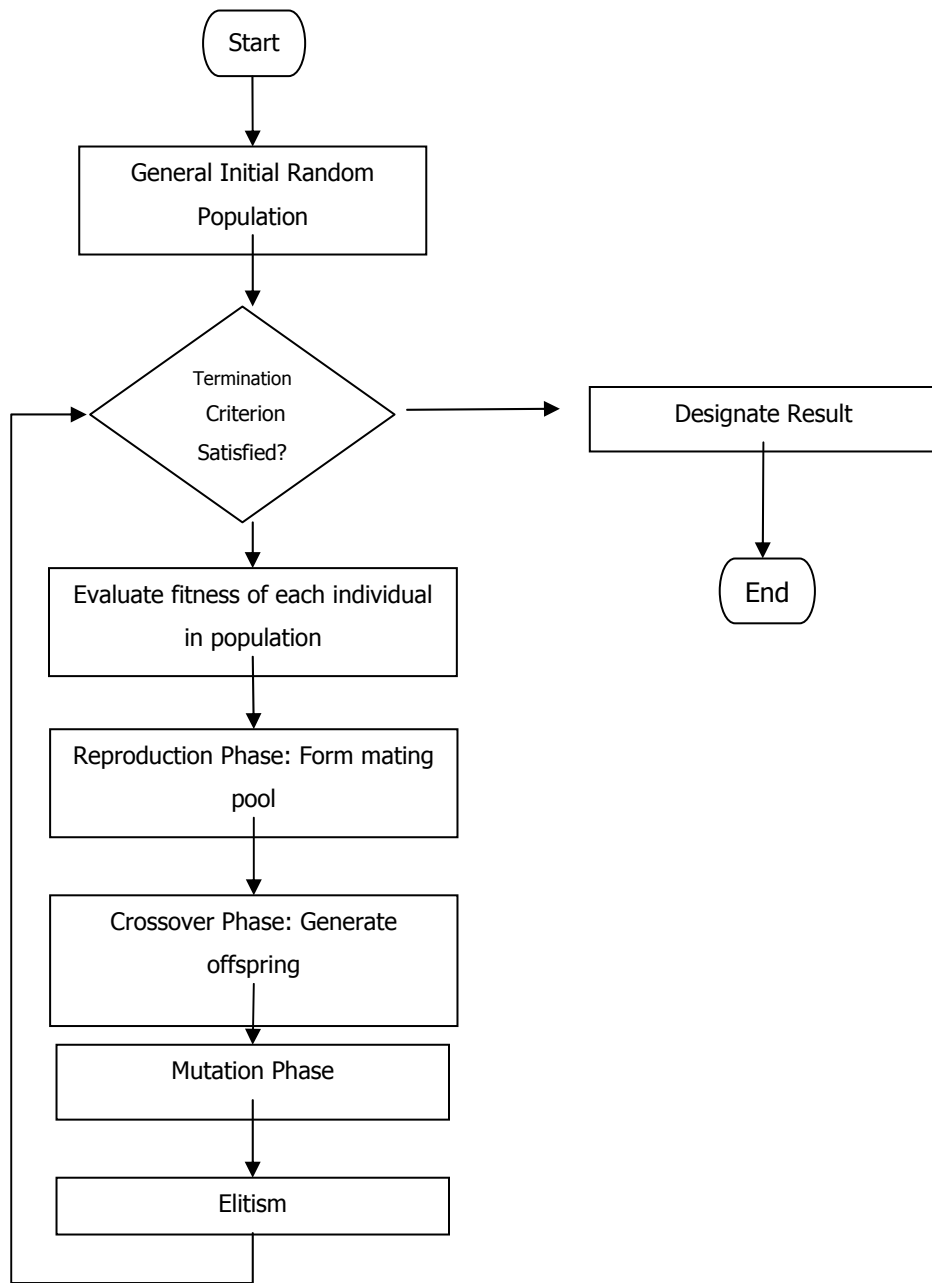 Start
General Initial Random
Population
Termination
Criterion
Satisfied?
Designate Result
End
Evaluate fitness of each individual
in population
Reproduction Phase: Form mating
pool
Crossover Phase: Generate
offspring
Mutation Phase
Elitism